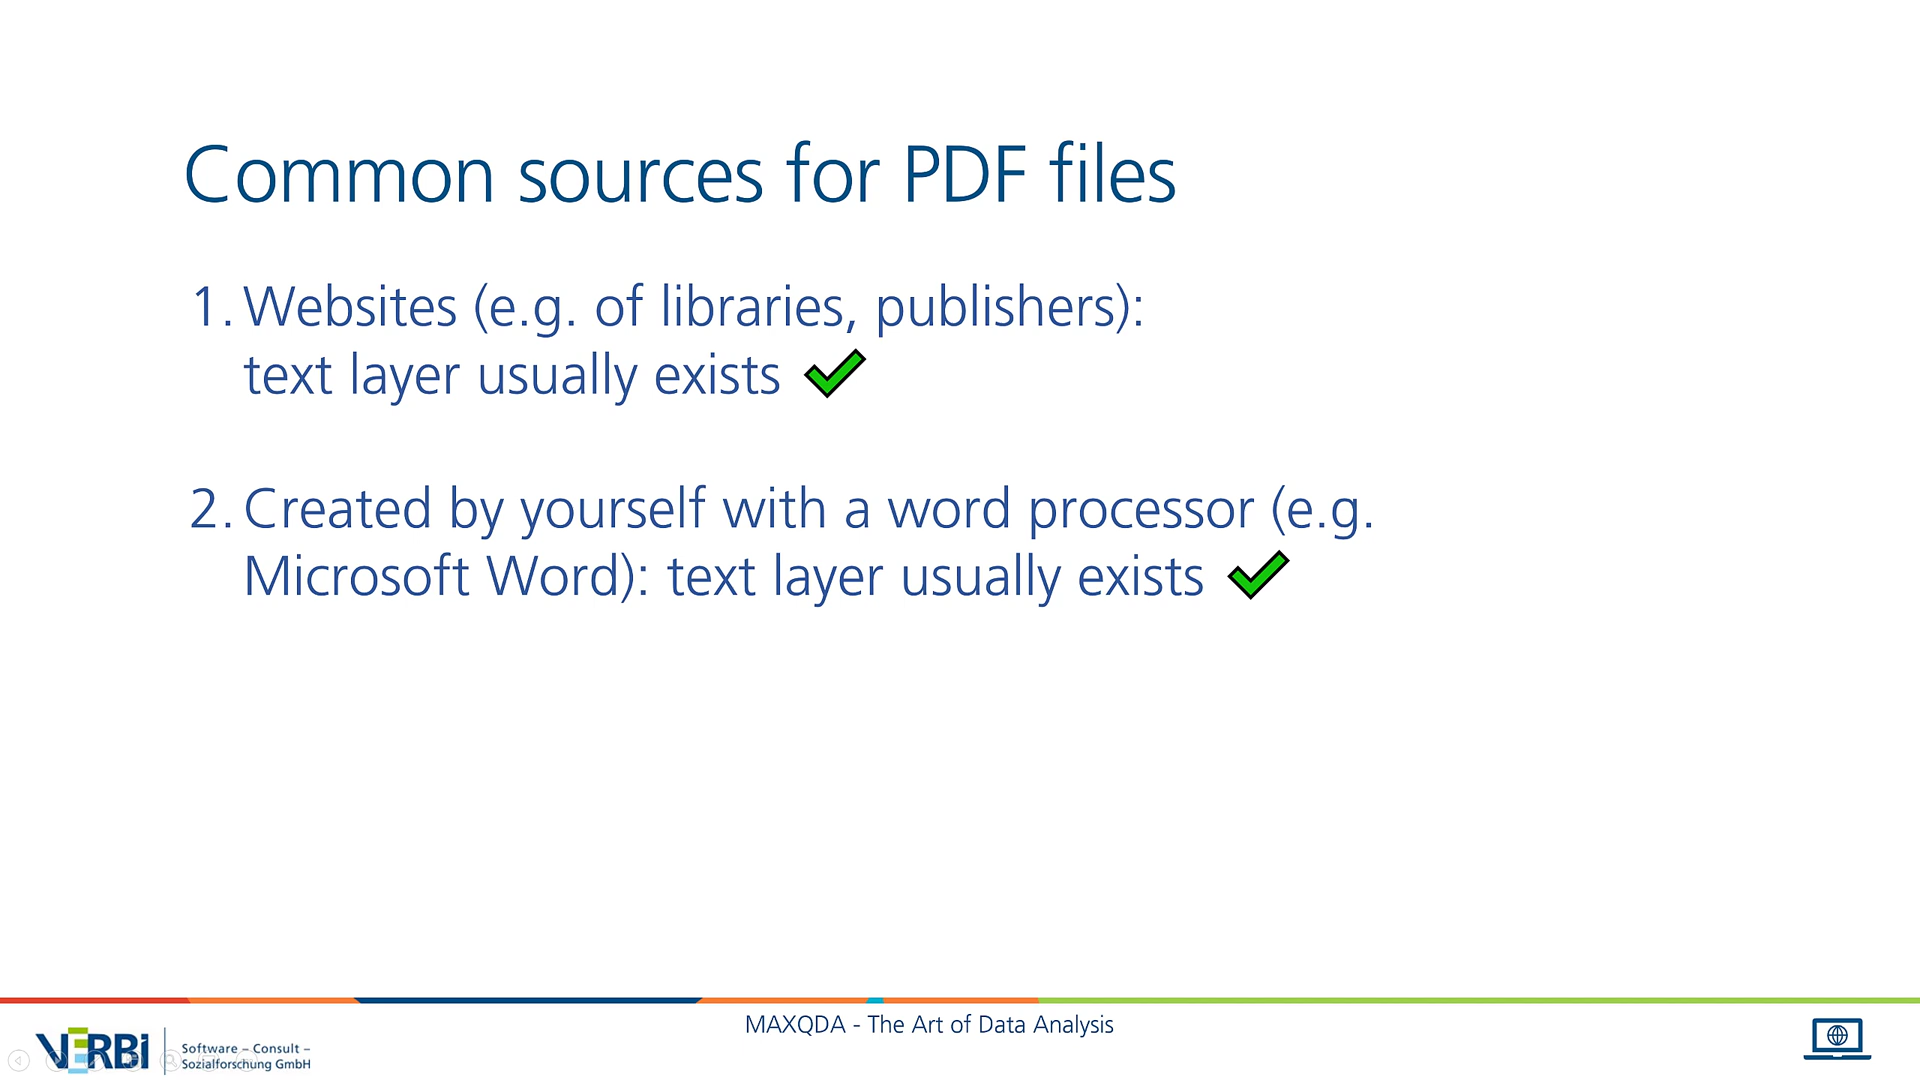 Common sources for PDF files
1. Websites (e.g. of libraries, publishers):
text layer usually exists
2. Created by yourself with a word processor (e.g.
Microsoft Word): text layer usually exists
MAXQDA - The Art of Data Analysis
VERBI
Software – Consult –
Sozialforschung GmbH